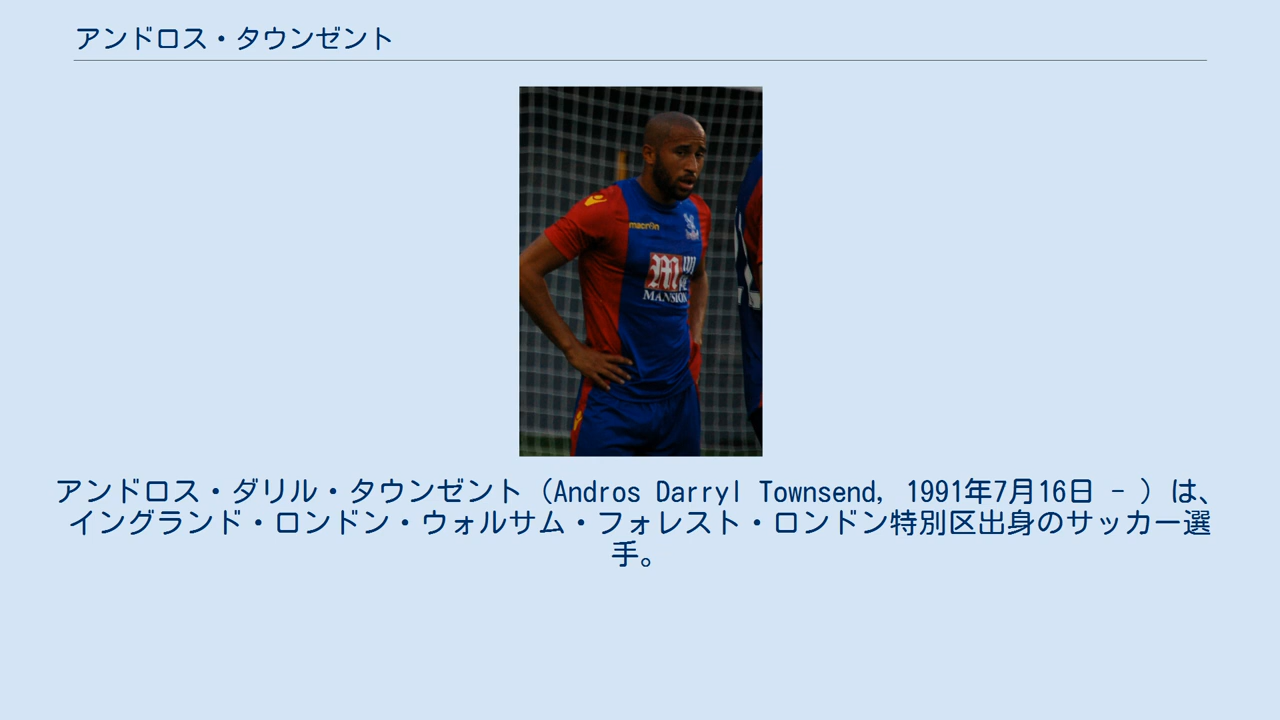 アンドロス・タウンゼント
macron
MANSION
アンドロス・ダリル・タウンゼント（Andros Darryl Townsend, 1991年7月16日 - ）は、
イングランド・ロンドン・ウォルサム・フォレスト・ロンドン特別区出身のサッカー選
手。